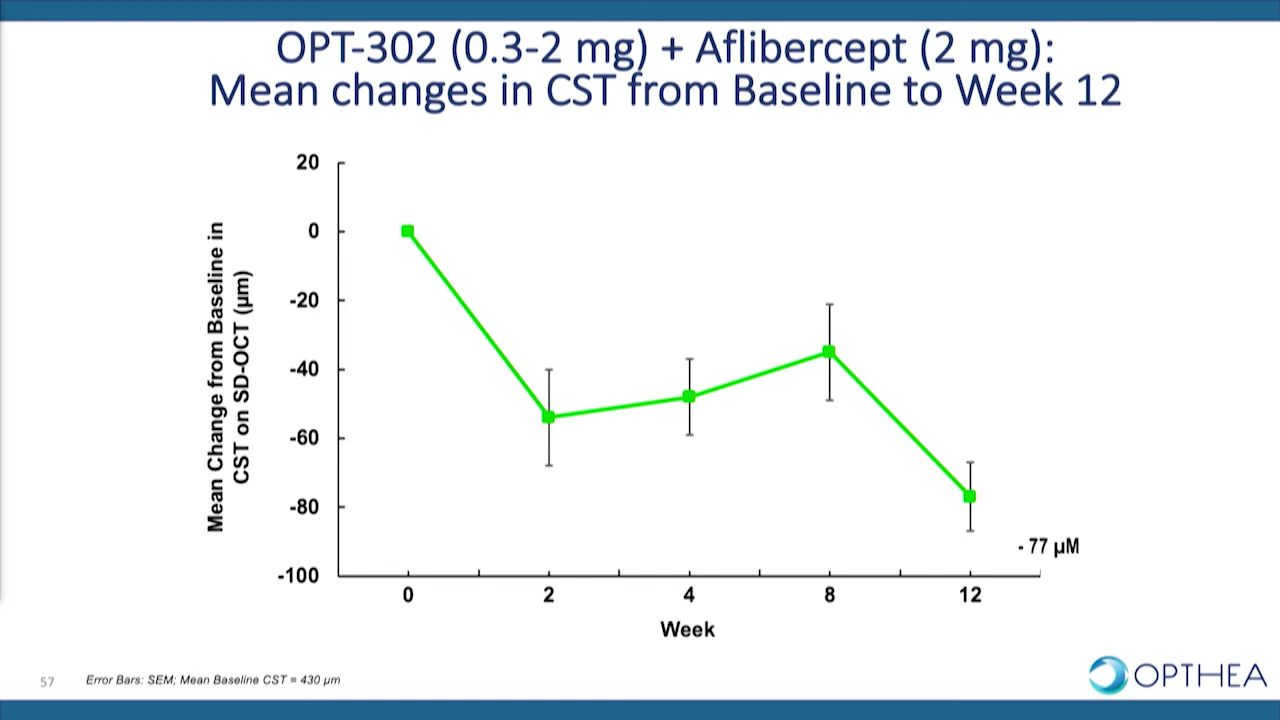 OPT-302 (0.3-2 mg) + Aflibercept (2 mg):
Mean changes in CST from Baseline to Week 12
Mean Change from Baseline in
CST on SD-OCT (µm)
20
0
-20
-40
-60
-80
-100
- 77 µM
0 2 4 8 12
Week
57
Error Bars: SEM; Mean Baseline CST = 430 µm
OPTHEA